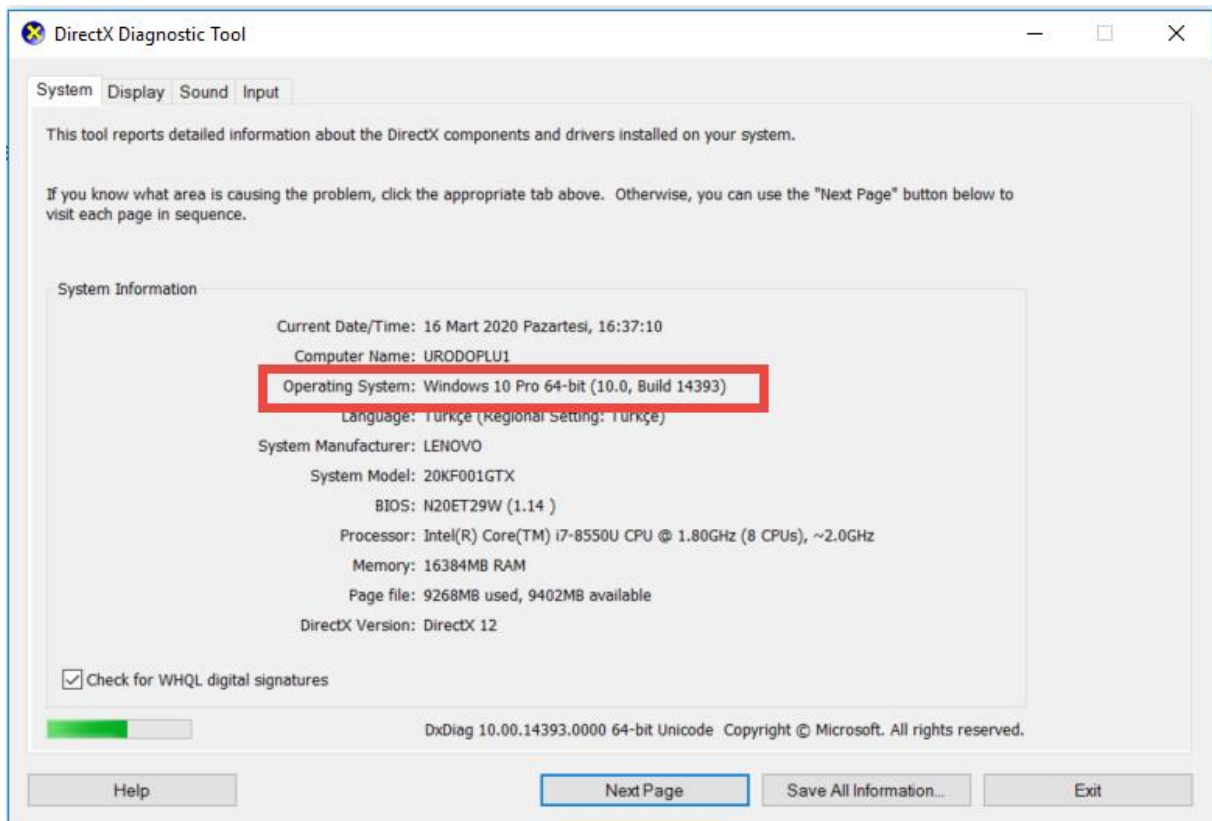 DirectX Diagnostic Tool
System Display Sound Input
This tool reports detailed information about the DirectX components and drivers installed on your system.
If you know what area is causing the problem, click the appropriate tab above. Otherwise, you can use the "Next Page" button below to
visit each page in sequence.
System Information
Current Date/Time: 16 Mart 2020 Pazartesi, 16:37:10
Computer Name: URODOPLU1
Operating System: Windows 10 Pro 64-bit (10.0, Build 14393)
Language: Türkçe (Regional Setting: Türkçe)
System Manufacturer: LENOVO
System Model: 20KF001GTX
BIOS: N20ET29W (1.14 )
Processor: Intel(R) Core(TM) i7-8550U CPU @ 1.80GHz (8 CPUs), ~2.0GHz
Memory: 16384MB RAM
Page file: 9268MB used, 9402MB available
DirectX Version: DirectX 12
Check for WHQL digital signatures
DxDiag 10.00.14393.0000 64-bit Unicode Copyright © Microsoft. All rights reserved.
Help Next Page Save All Information... Exit